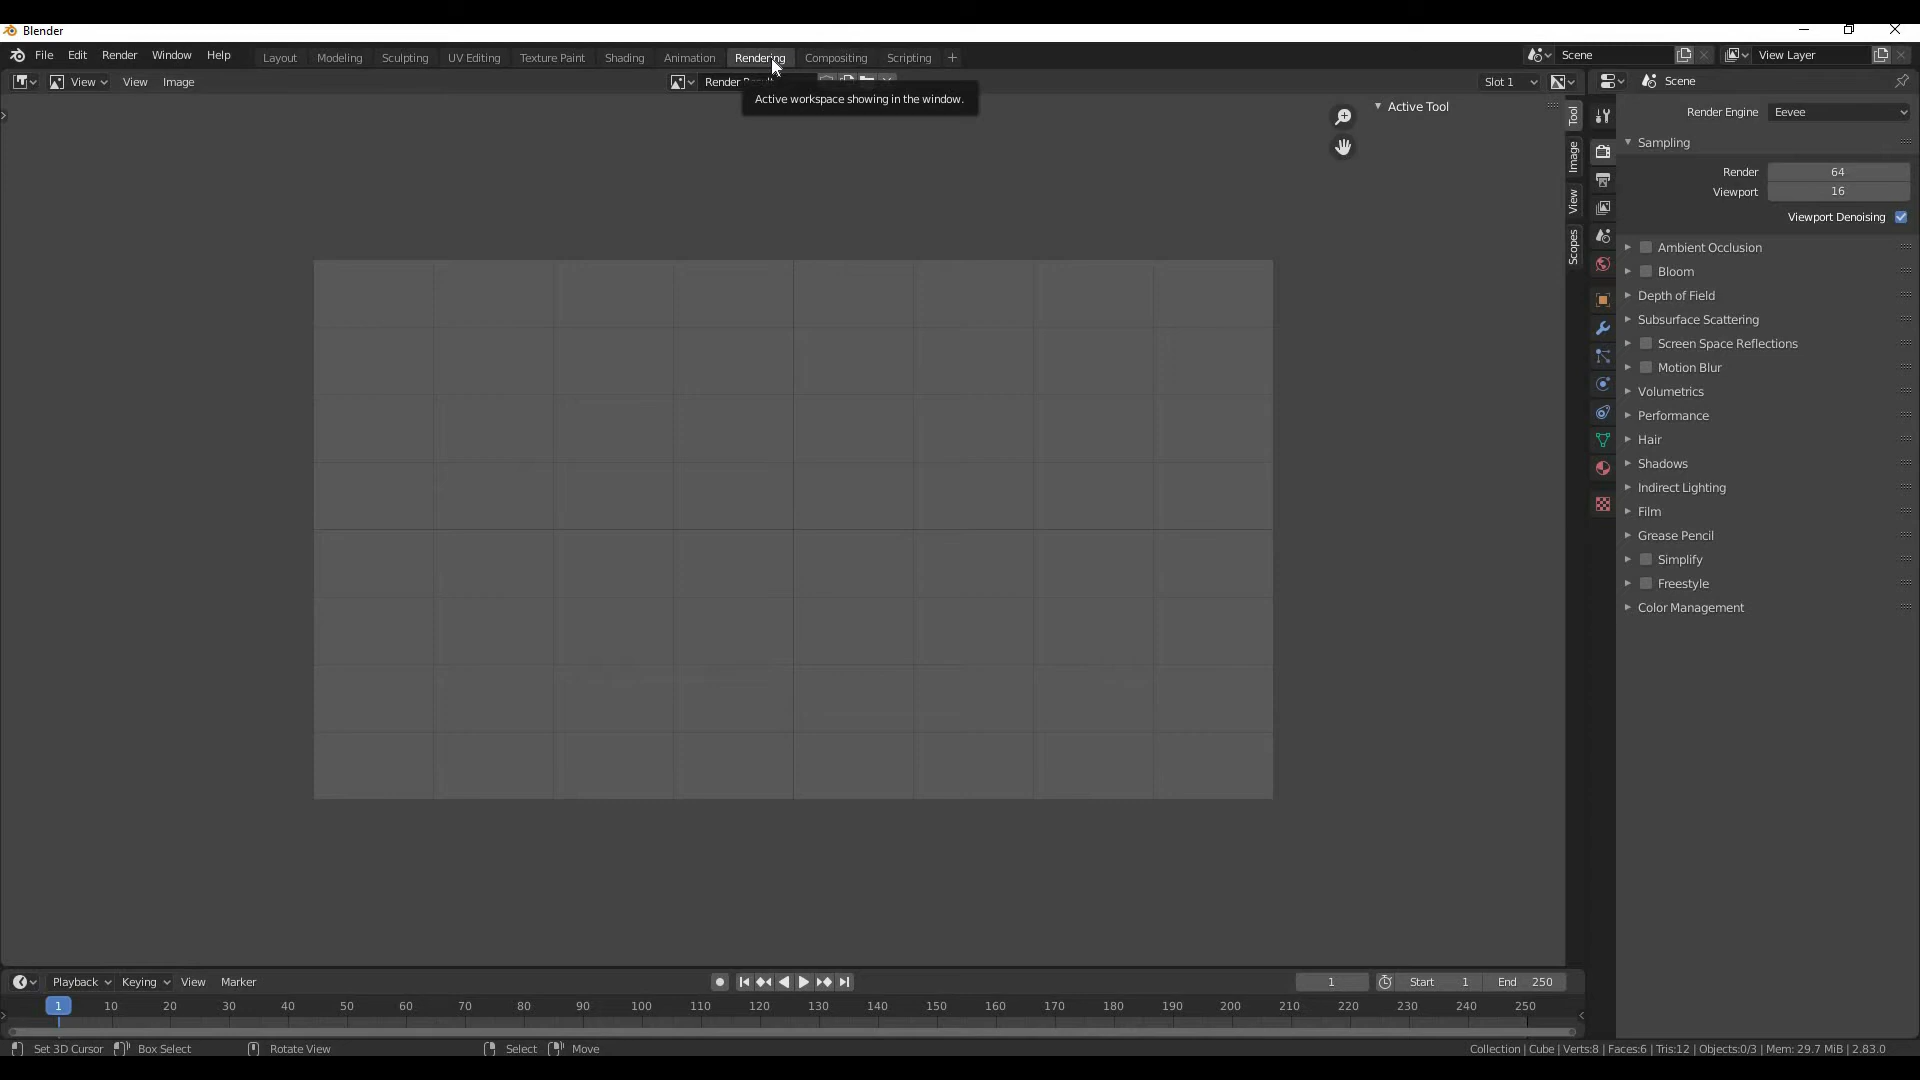 Blender
File Edit Render Window Help Layout Modeling Sculpting UV Editing Texture Paint Shading Animation Rendering Compositing Scripting + Scene View Layer
View View Image Render Slot 1 Scene
Active workspace showing in the window.
Active Tool
Tool
Image
View
Scopes
Render Engine Eevee
Sampling
Render 64
Viewport 16
Viewport Denoising
Ambient Occlusion
Bloom
Depth of Field
Subsurface Scattering
Screen Space Reflections
Motion Blur
Volumetrics
Performance
Hair
Shadows
Indirect Lighting
Film
Grease Pencil
Simplify
Freestyle
Color Management
Playback Keying View Marker 1 Start 1 End 250
1 10 20 30 40 50 60 70 80 90 100 110 120 130 140 150 160 170 180 190 200 210 220 230 240 250
Set 3D Cursor Box Select Rotate View Select Move Collection | Cube | Verts:8 | Faces:6 | Tris:12 | Objects:0/3 | Mem: 29.7 MiB | 2.83.0